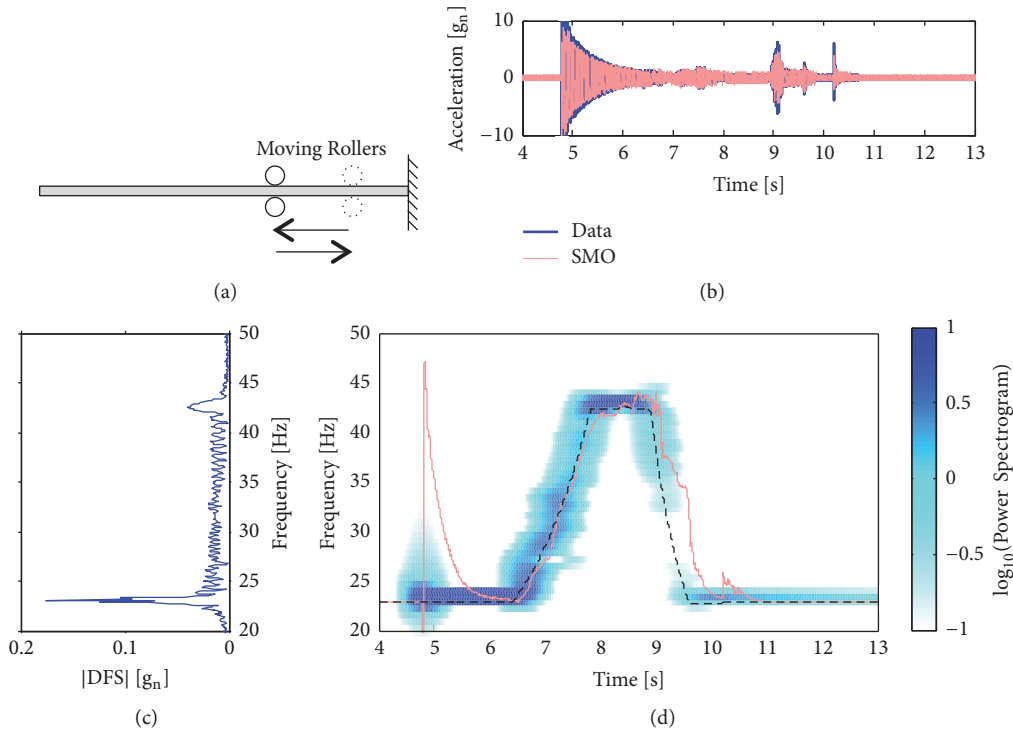 Moving Rollers
(a)
Acceleration [gn]
10
0
−10
4 5 6 7 8 9 10 11 12 13
Time [s]
Data
SMO
(b)
50
45
40
35
30
25
20
Frequency [Hz]
0.2 0.1 0
|DFS| [gn]
(c)
Frequency [Hz]
50
45
40
35
30
25
20
4 5 6 7 8 9 10 11 12 13
Time [s]
1
0.5
0
−0.5
−1
log10(Power Spectrogram)
(d)